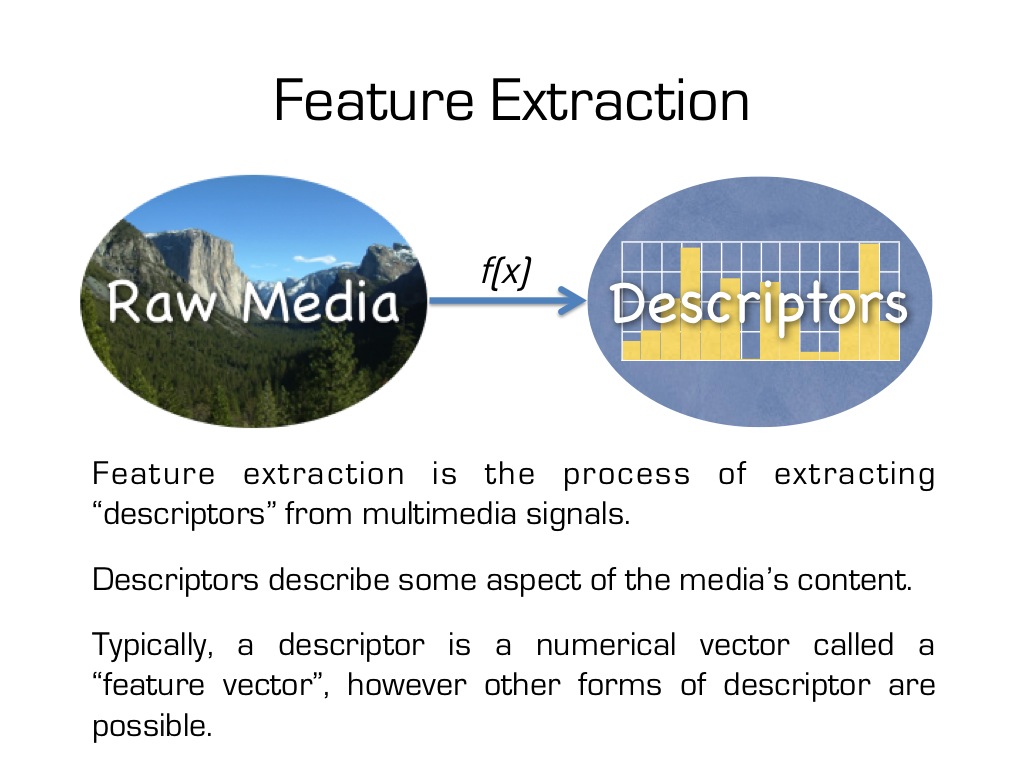 Feature Extraction
Raw Media
f(x)
Descriptors
Feature extraction is the process of extracting
“descriptors” from multimedia signals.
Descriptors describe some aspect of the media’s content.
Typically, a descriptor is a numerical vector called a
“feature vector”, however other forms of descriptor are
possible.